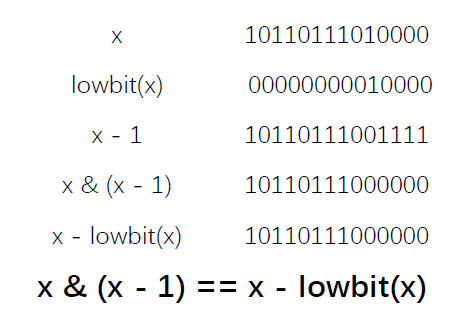 x 10110111010000
lowbit(x) 00000000010000
x - 1 10110111001111
x & (x - 1) 10110111000000
x - lowbit(x) 10110111000000
x & (x - 1) == x - lowbit(x)